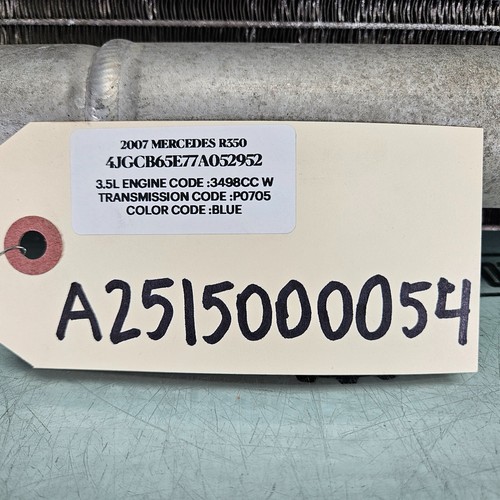 2007 MERCEDES R350
4JGCB65E77A052952
3.5L ENGINE CODE :3498CC W
TRANSMISSION CODE :P0705
COLOR CODE :BLUE
A2515000054